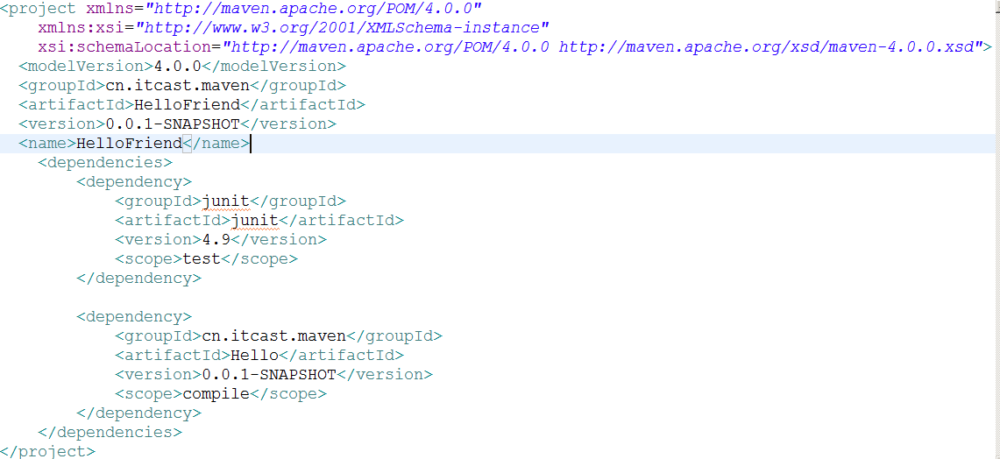 <project xmlns="http://maven.apache.org/POM/4.0.0"
xmlns:xsi="http://www.w3.org/2001/XMLSchema-instance"
xsi:schemaLocation="http://maven.apache.org/POM/4.0.0 http://maven.apache.org/xsd/maven-4.0.0.xsd">
<modelVersion>4.0.0</modelVersion>
<groupId>cn.itcast.maven</groupId>
<artifactId>HelloFriend</artifactId>
<version>0.0.1-SNAPSHOT</version>
<name>HelloFriend</name>
<dependencies>
<dependency>
<groupId>junit</groupId>
<artifactId>junit</artifactId>
<version>4.9</version>
<scope>test</scope>
</dependency>
<dependency>
<groupId>cn.itcast.maven</groupId>
<artifactId>Hello</artifactId>
<version>0.0.1-SNAPSHOT</version>
<scope>compile</scope>
</dependency>
</dependencies>
</project>